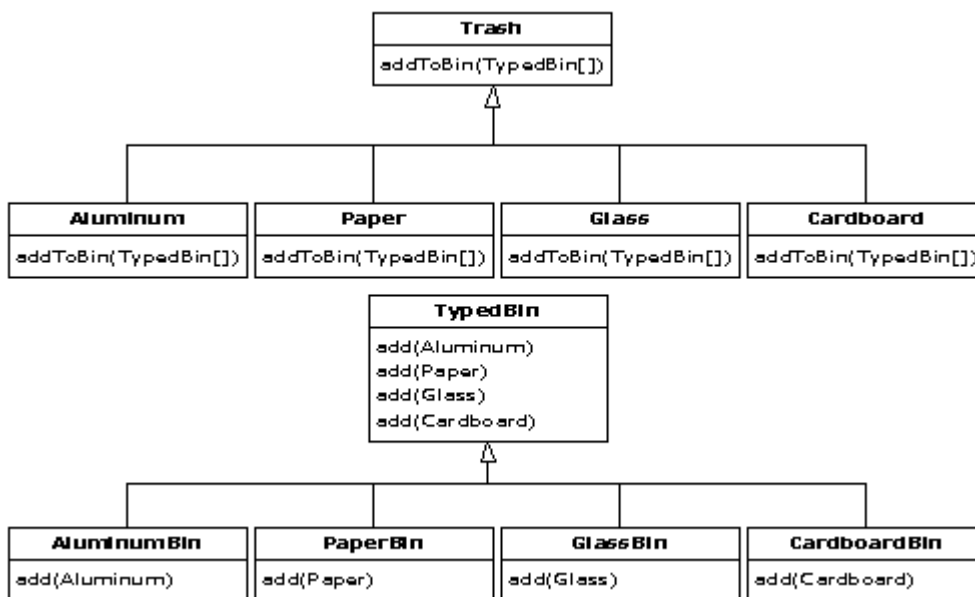 Trash
addToBin(TypedBin[])
Aluminum
addToBin(TypedBin[])
Paper
addToBin(TypedBin[])
Glass
addToBin(TypedBin[])
Cardboard
addToBin(TypedBin[])
TypedBin
add(Aluminum)
add(Paper)
add(Glass)
add(Cardboard)
AluminumBin
add(Aluminum)
PaperBin
add(Paper)
GlassBin
add(Glass)
CardboardBin
add(Cardboard)